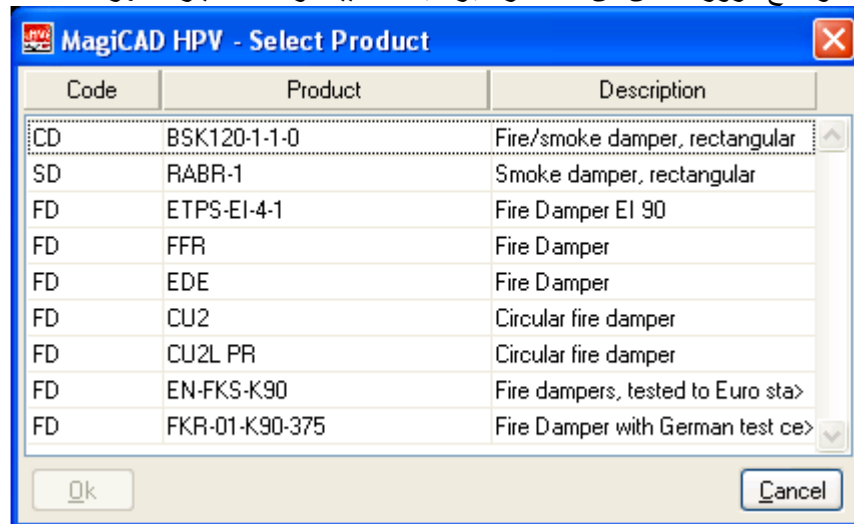 MagiCAD HPV - Select Product
Code Product Description
CD BSK120-1-1-0 Fire/smoke damper, rectangular
SD RABR-1 Smoke damper, rectangular
FD ETPS-EI-4-1 Fire Damper EI 90
FD FFR Fire Damper
FD EDE Fire Damper
FD CU2 Circular fire damper
FD CU2L PR Circular fire damper
FD EN-FKS-K90 Fire dampers, tested to Euro sta>
FD FKR-01-K90-375 Fire Damper with German test ce>
Ok Cancel